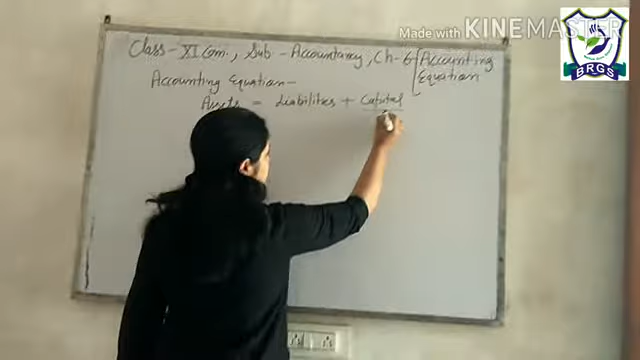 Made with KINEMASTER
Class-XI Com., Sub-Accountancy, Ch-6 [Accounting
Equation
Accounting Equation-
Assets = Liabilities + Capital
BRGS